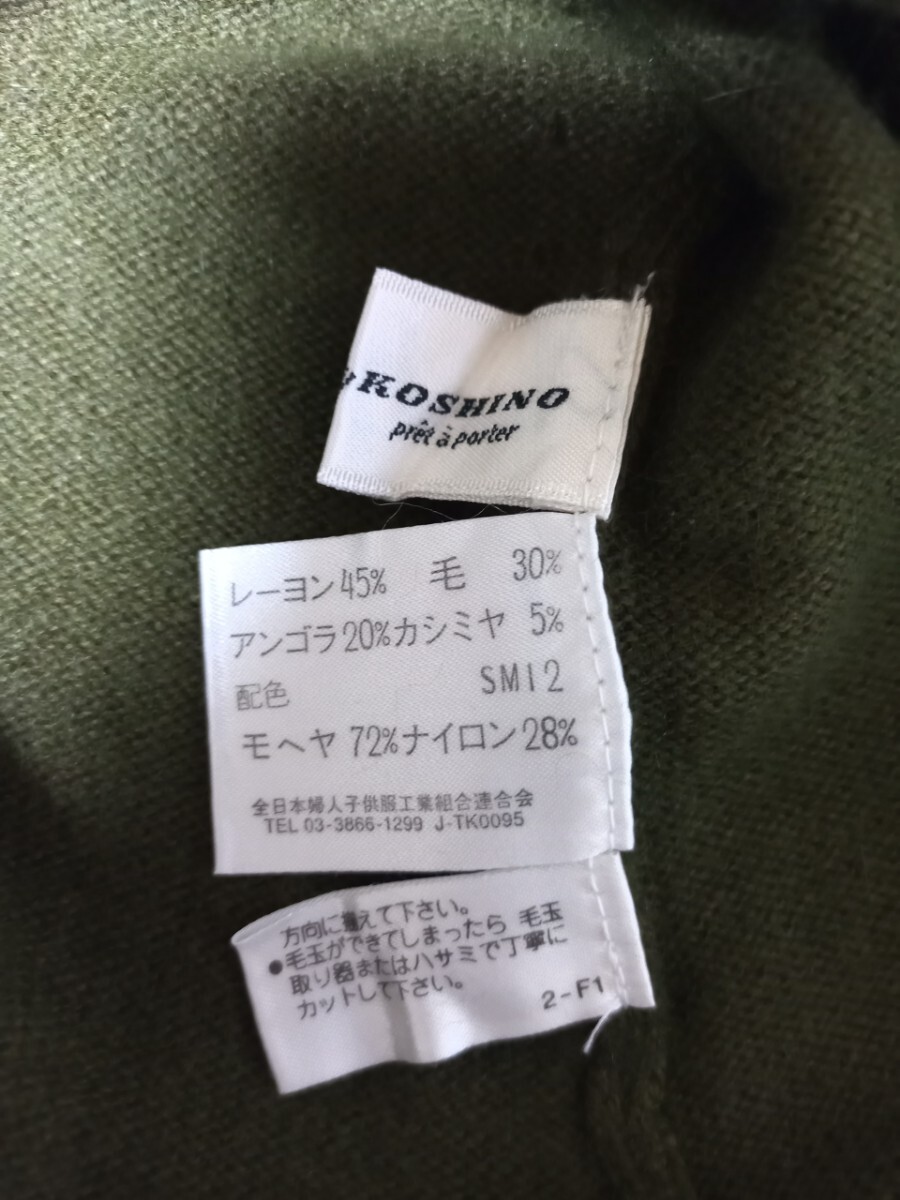 KOSHINO
prêt à porter
レーヨン45% 毛 30%
アンゴラ20%カシミヤ 5%
配色 SM12
モヘヤ 72%ナイロン28%
全日本婦人子供服工業組合連合会
TEL 03-3866-1299 J-TK0095
方向に揃えて下さい。
●毛玉ができてしまったら 毛玉
取り器またはハサミで丁寧に
カットして下さい。
2-F1